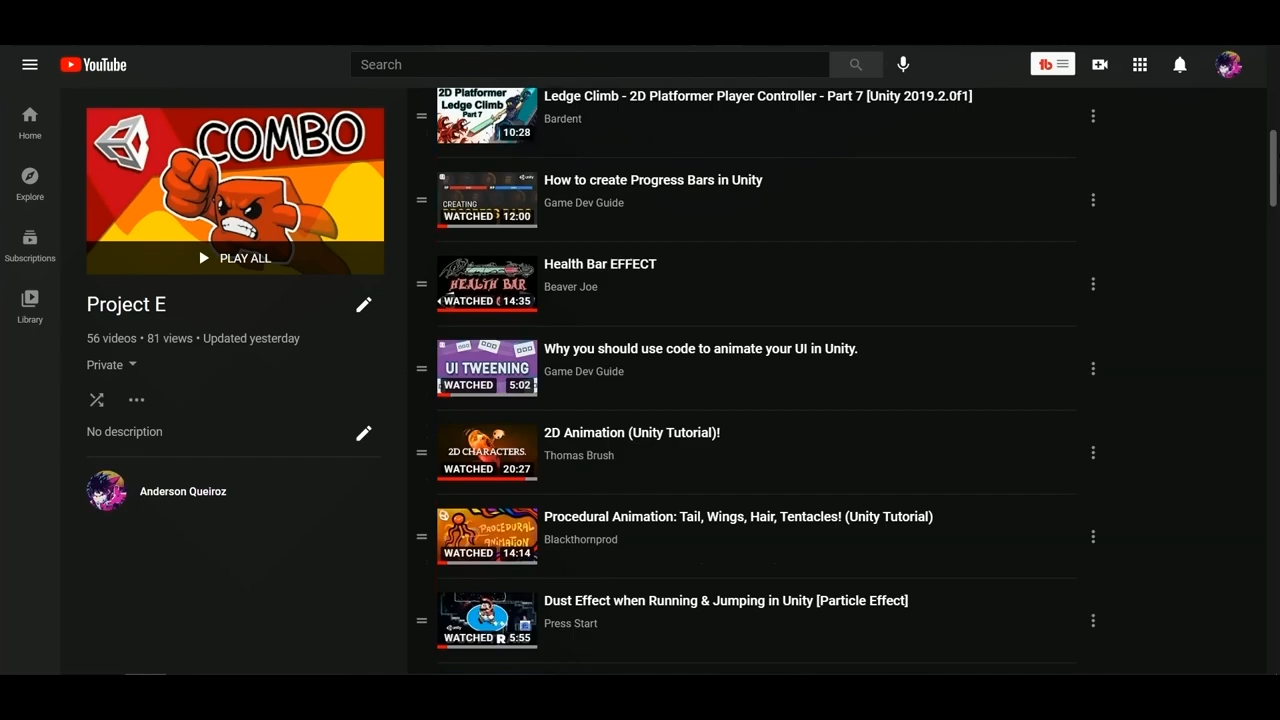 YouTube
Search
tb
Home
Explore
Subscriptions
Library
COMBO
PLAY ALL
Project E
56 videos • 81 views • Updated yesterday
Private
No description
Anderson Queiroz
2D Platformer
Ledge Climb
Part 7
10:28
Ledge Climb - 2D Platformer Player Controller - Part 7 [Unity 2019.2.0f1]
Bardent
CREATING
WATCHED 12:00
How to create Progress Bars in Unity
Game Dev Guide
HEALTH BAR
WATCHED 14:35
Health Bar EFFECT
Beaver Joe
UI TWEENING
WATCHED 5:02
Why you should use code to animate your UI in Unity.
Game Dev Guide
2D CHARACTERS.
WATCHED 20:27
2D Animation (Unity Tutorial)!
Thomas Brush
PROCEDURAL
ANIMATION
WATCHED 14:14
Procedural Animation: Tail, Wings, Hair, Tentacles! (Unity Tutorial)
Blackthornprod
WATCHED 5:55
Dust Effect when Running & Jumping in Unity [Particle Effect]
Press Start